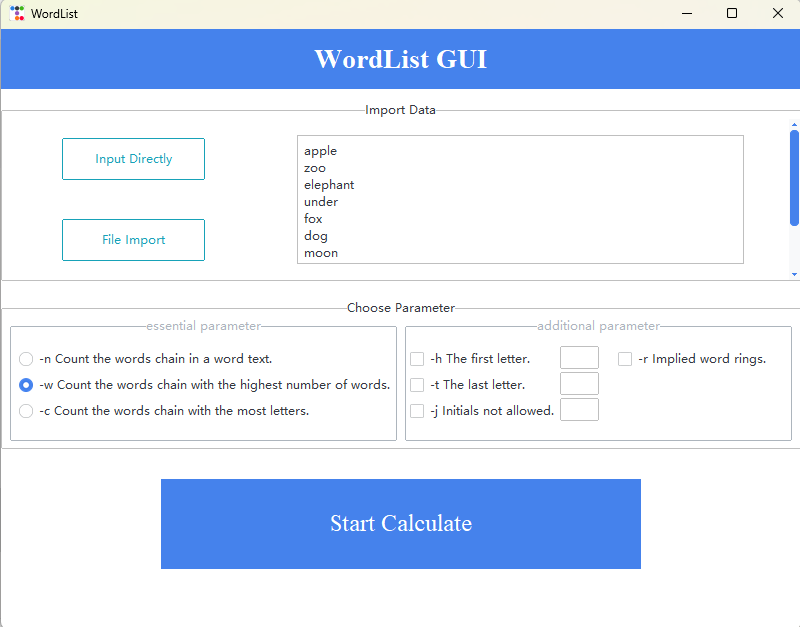 WordList
WordList GUI
Import Data
Input Directly
File Import
apple
zoo
elephant
under
fox
dog
moon
Choose Parameter
essential parameter
-n Count the words chain in a word text.
-w Count the words chain with the highest number of words.
-c Count the words chain with the most letters.
additional parameter
-h The first letter.
-r Implied word rings.
-t The last letter.
-j Initials not allowed.
Start Calculate